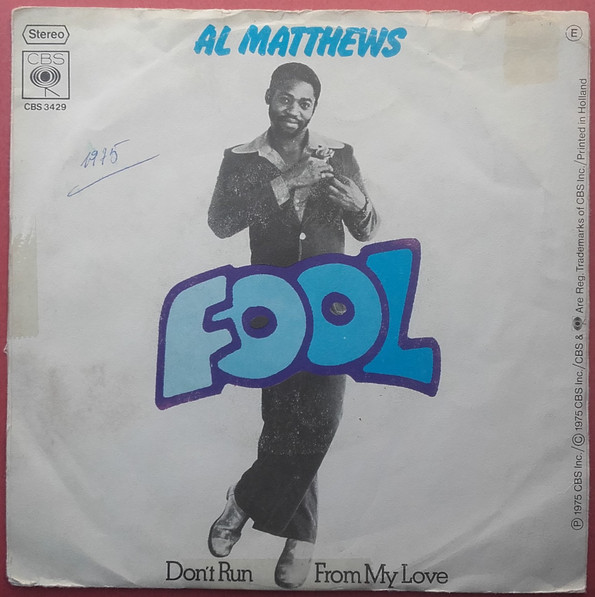 Stereo
CBS
CBS 3429
AL MATTHEWS
E
1975
FOOL
Don't Run From My Love
Ⓟ 1975 CBS Inc./Ⓒ 1975 CBS Inc./CBS & Are Reg. Trademarks of CBS Inc./Printed in Holland